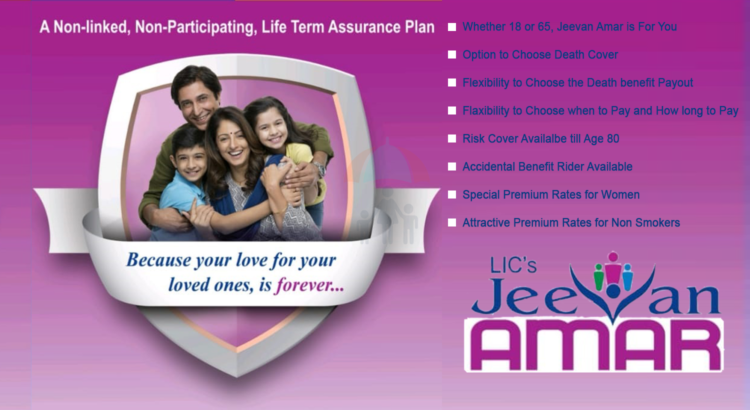 A Non-linked, Non-Participating, Life Term Assurance Plan
Whether 18 or 65, Jeevan Amar is For You
Option to Choose Death Cover
Flexibility to Choose the Death benefit Payout
Flaxibility to Choose when to Pay and How long to Pay
Risk Cover Availalbe till Age 80
Accidental Benefit Rider Available
Special Premium Rates for Women
Attractive Premium Rates for Non Smokers
Because your love for your
loved ones, is forever...
LIC's
Jeevan
AMAR